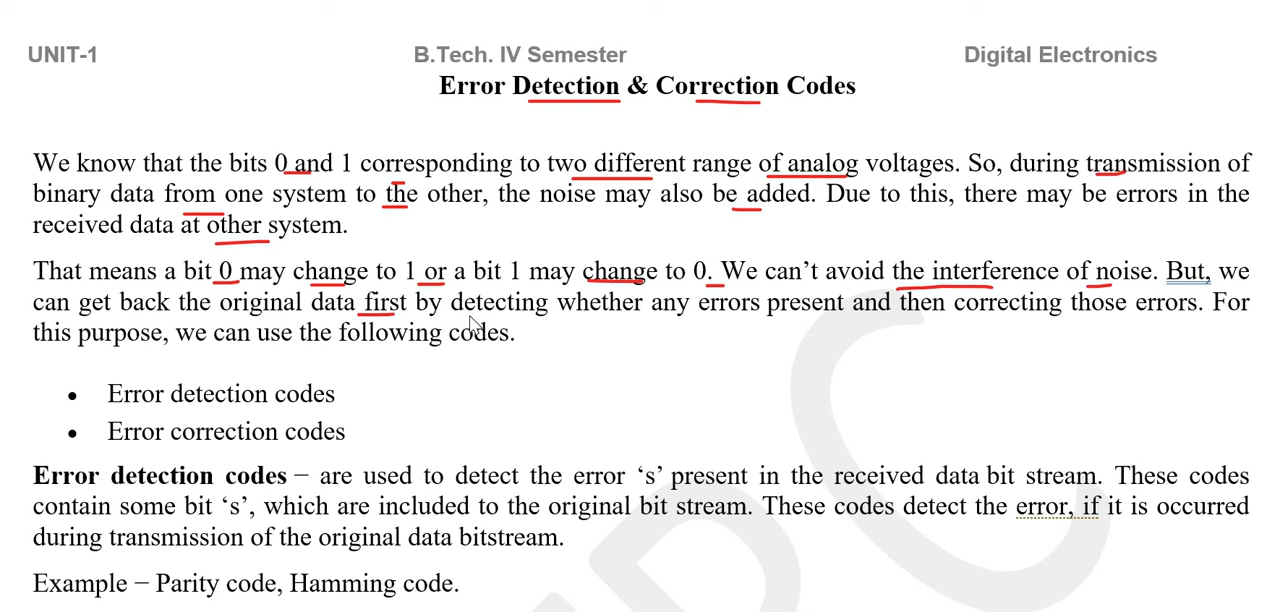 UNIT-1 B.Tech. IV Semester Digital Electronics
Error Detection & Correction Codes
We know that the bits 0 and 1 corresponding to two different range of analog voltages. So, during transmission of
binary data from one system to the other, the noise may also be added. Due to this, there may be errors in the
received data at other system.
That means a bit 0 may change to 1 or a bit 1 may change to 0. We can’t avoid the interference of noise. But, we
can get back the original data first by detecting whether any errors present and then correcting those errors. For
this purpose, we can use the following codes.
• Error detection codes
• Error correction codes
Error detection codes − are used to detect the error ‘s’ present in the received data bit stream. These codes
contain some bit ‘s’, which are included to the original bit stream. These codes detect the error, if it is occurred
during transmission of the original data bitstream.
Example − Parity code, Hamming code.